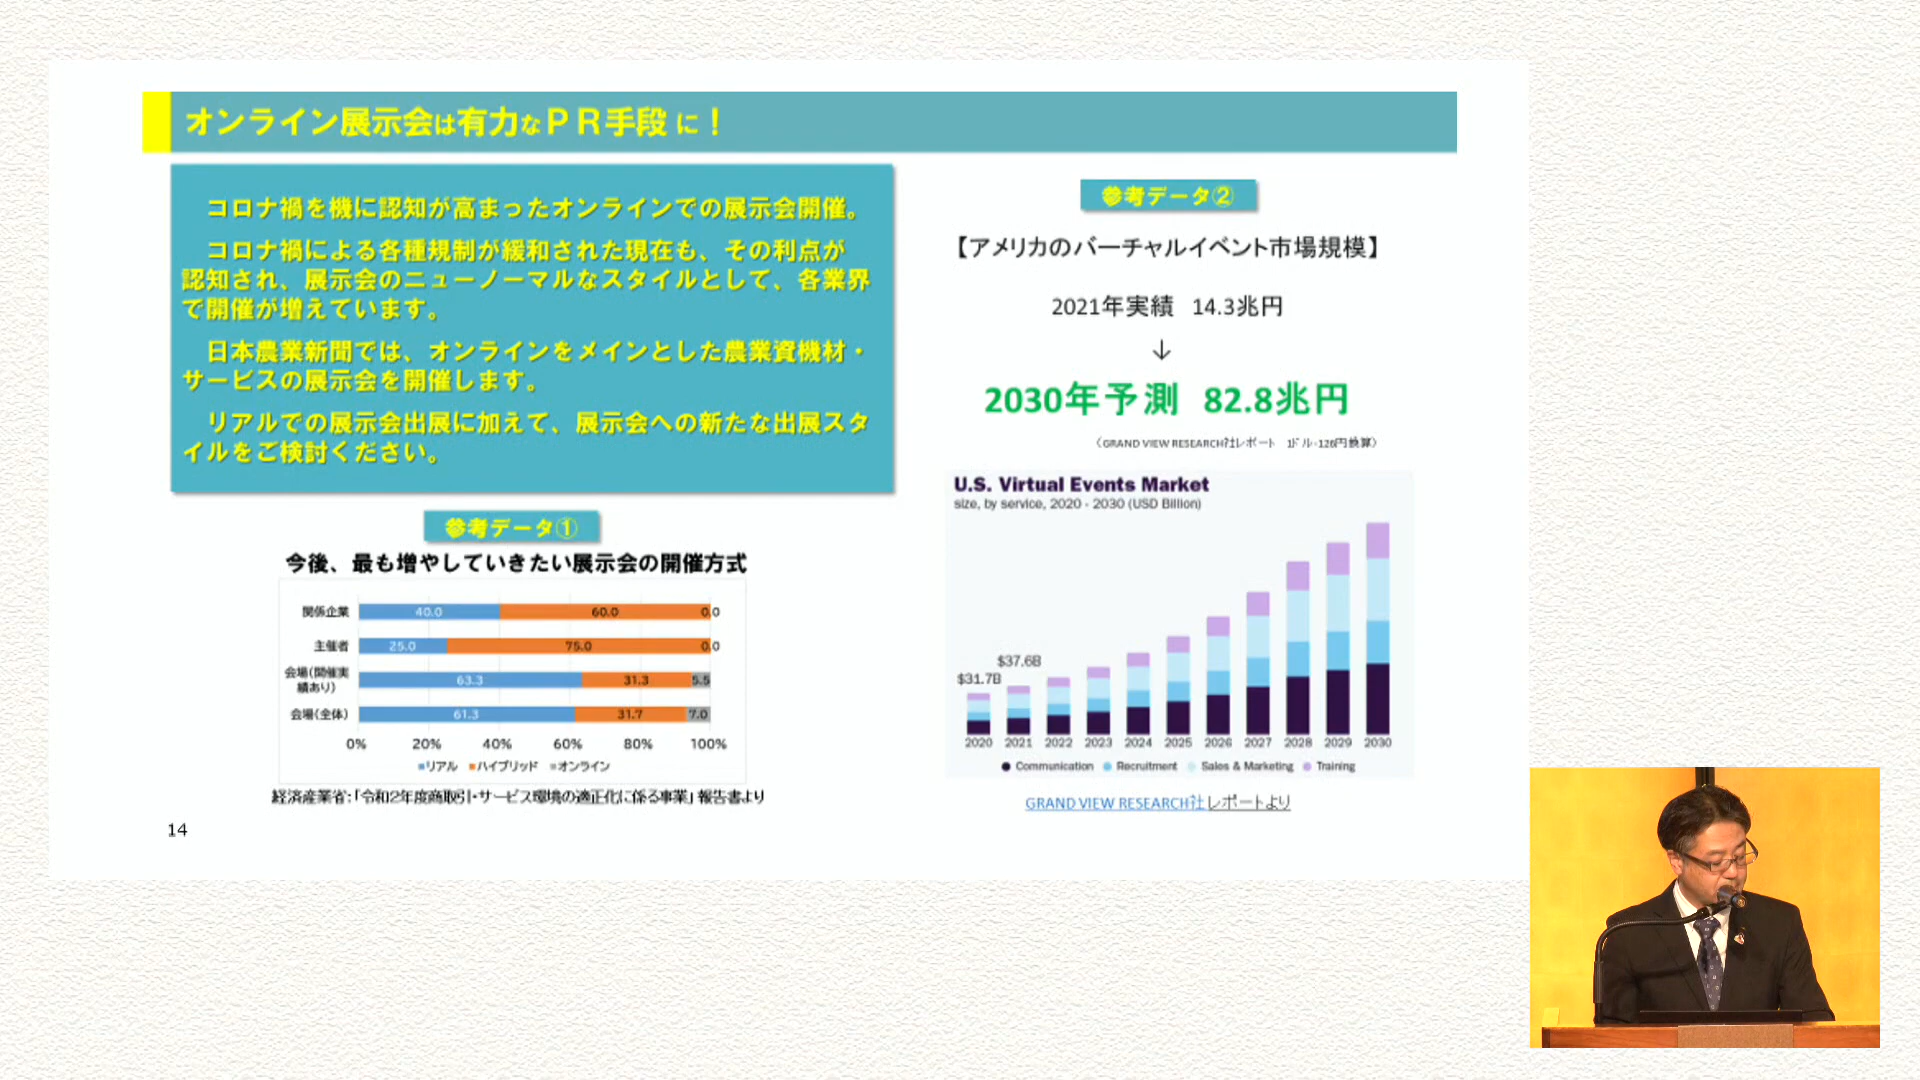 オンライン展示会は有力なＰＲ手段に！
コロナ禍を機に認知が高まったオンラインでの展示会開催。
コロナ禍による各種規制が緩和された現在も、その利点が
認知され、展示会のニューノーマルなスタイルとして、各業界
で開催が増えています。
日本農業新聞では、オンラインをメインとした農業資機材・
サービスの展示会を開催します。
リアルでの展示会出展に加えて、展示会への新たな出展スタ
イルをご検討ください。
参考データ①
今後、最も増やしていきたい展示会の開催方式
関係企業 40.0 60.0 0.0
主催者 25.0 75.0 0.0
会場(開催実
績あり) 63.3 31.3 5.5
会場(全体) 61.3 31.7 7.0
0% 20% 40% 60% 80% 100%
リアル ハイブリッド オンライン
経済産業省:「令和2年度商取引・サービス環境の適正化に係る事業」報告書より
14
参考データ②
【アメリカのバーチャルイベント市場規模】
2021年実績 14.3兆円
↓
2030年予測 82.8兆円
（GRAND VIEW RESEARCH社レポート 1ドル-126円換算）
U.S. Virtual Events Market
size, by service, 2020 - 2030 (USD Billion)
$31.7B $37.6B
2020 2021 2022 2023 2024 2025 2026 2027 2028 2029 2030
Communication Recruitment Sales & Marketing Training
GRAND VIEW RESEARCH社レポートより